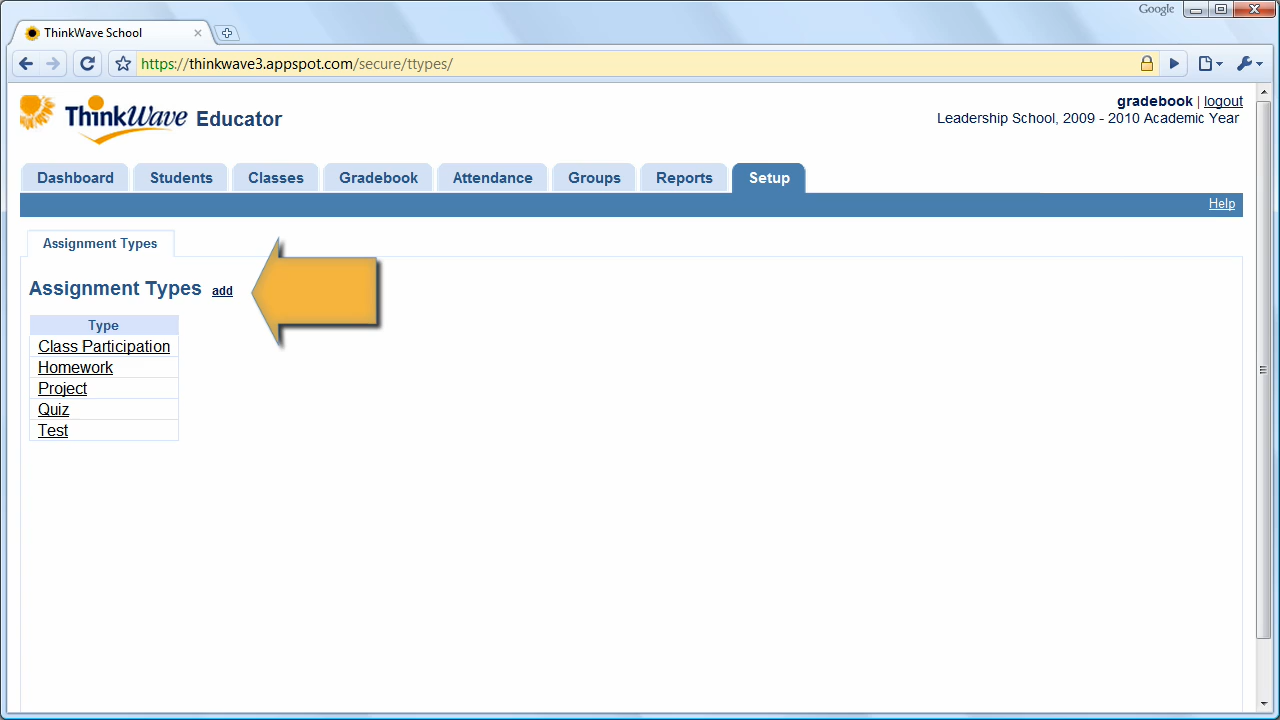 Google
ThinkWave School
https://thinkwave3.appspot.com/secure/ttypes/
ThinkWave Educator
gradebook | logout
Leadership School, 2009 - 2010 Academic Year
Dashboard Students Classes Gradebook Attendance Groups Reports Setup
Help
Assignment Types
Assignment Types add
Type
Class Participation
Homework
Project
Quiz
Test